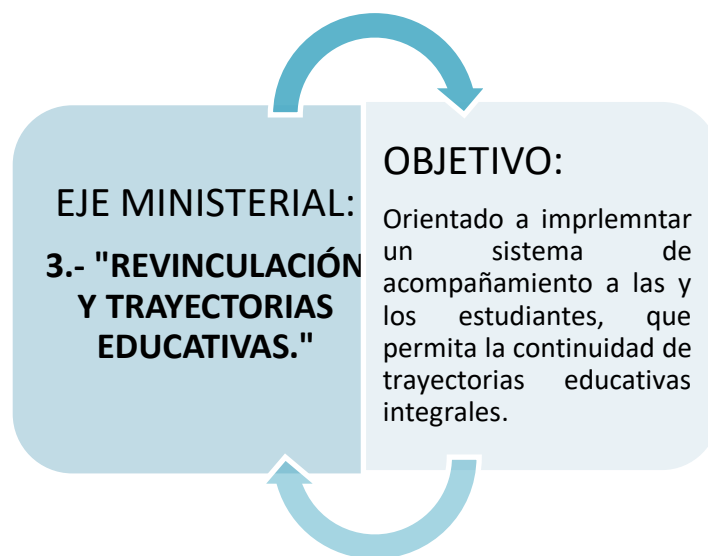 EJE MINISTERIAL:
3.- "REVINCULACIÓN
Y TRAYECTORIAS
EDUCATIVAS."
OBJETIVO:
Orientado a imprlemntar
un sistema de
acompañamiento a las y
los estudiantes, que
permita la continuidad de
trayectorias educativas
integrales.